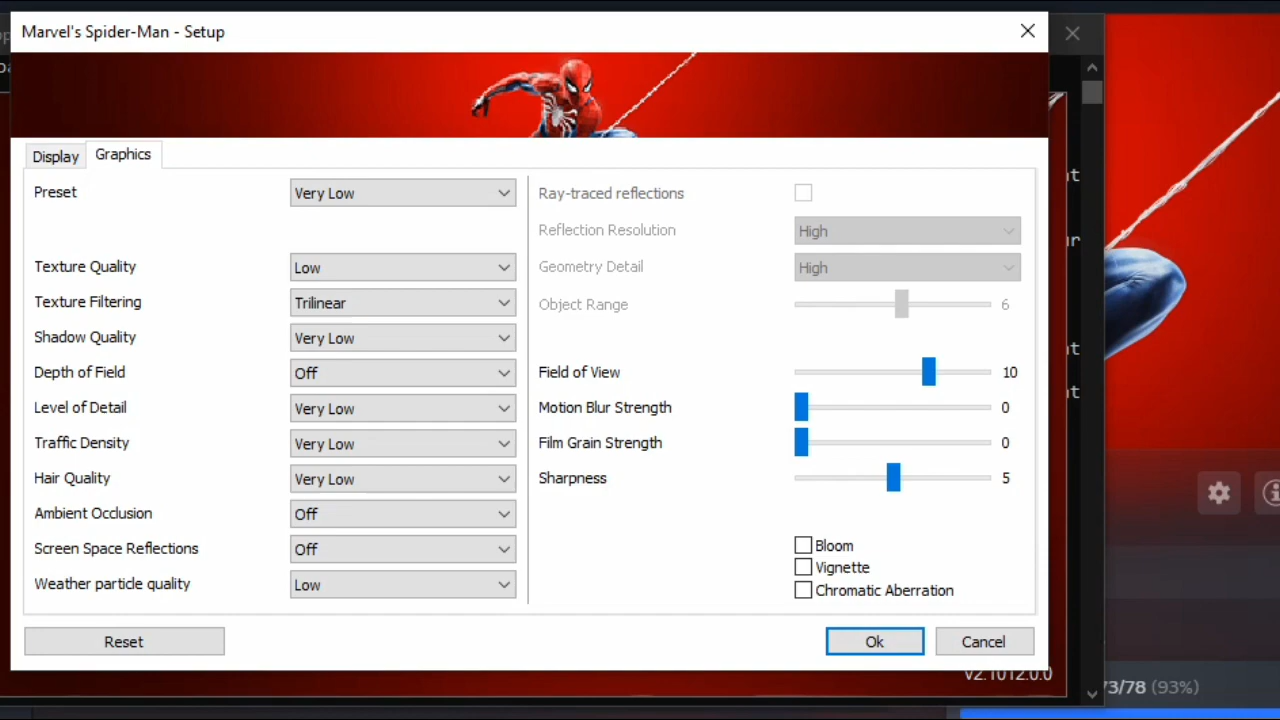 Marvel's Spider-Man - Setup
Display
Graphics
Preset
Very Low
Texture Quality
Low
Texture Filtering
Trilinear
Shadow Quality
Very Low
Depth of Field
Off
Level of Detail
Very Low
Traffic Density
Very Low
Hair Quality
Very Low
Ambient Occlusion
Off
Screen Space Reflections
Off
Weather particle quality
Low
Ray-traced reflections
Reflection Resolution
High
Geometry Detail
High
Object Range
6
Field of View
10
Motion Blur Strength
0
Film Grain Strength
0
Sharpness
5
Bloom
Vignette
Chromatic Aberration
Reset
Ok
Cancel
v2.1012.0.0
73/78 (93%)